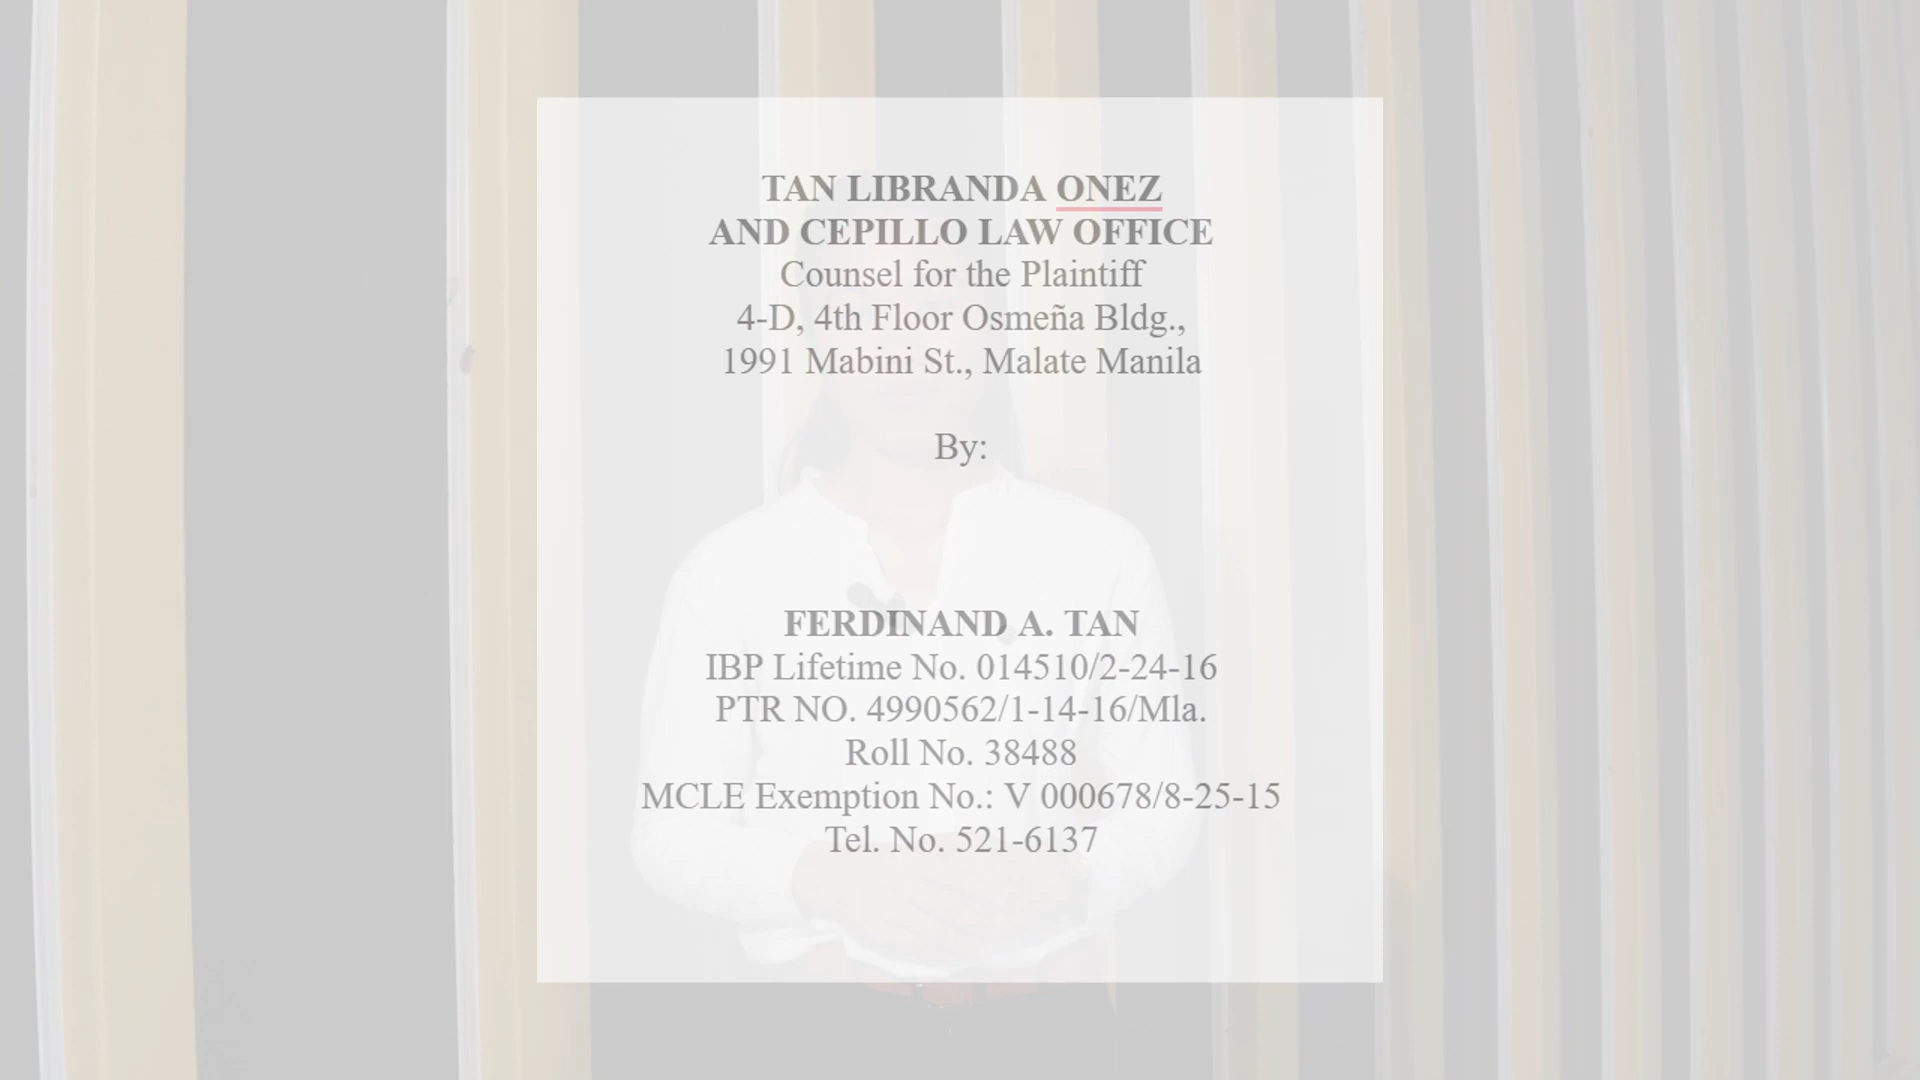 TAN LIBRANDA ONEZ
AND CEPILLO LAW OFFICE
Counsel for the Plaintiff
4-D, 4th Floor Osmeña Bldg.,
1991 Mabini St., Malate Manila
By:
FERDINAND A. TAN
IBP Lifetime No. 014510/2-24-16
PTR NO. 4990562/1-14-16/Mla.
Roll No. 38488
MCLE Exemption No.: V 000678/8-25-15
Tel. No. 521-6137